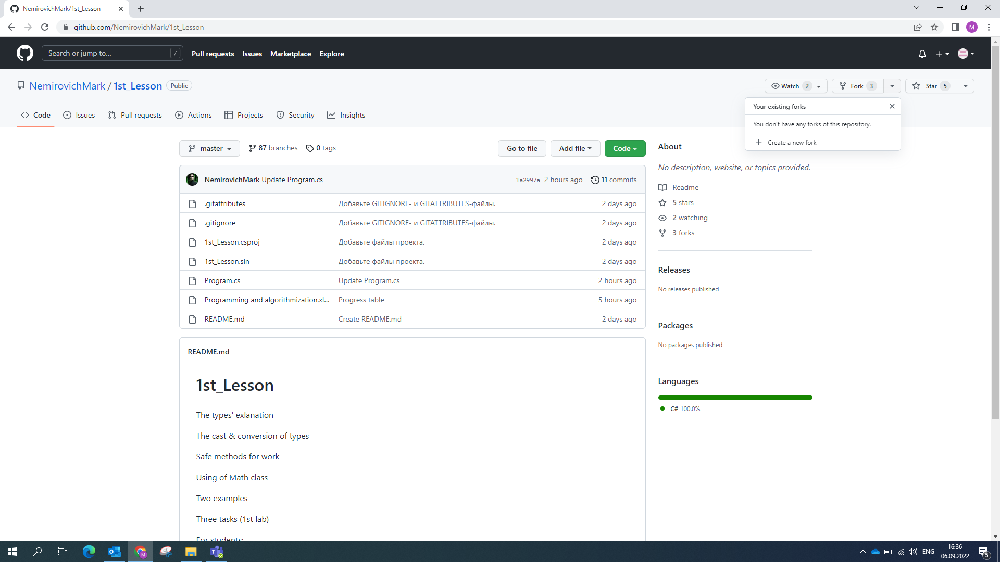 NemirovichMark/1st_Lesson
github.com/NemirovichMark/1st_Lesson
M
Search or jump to...
/
Pull requests
Issues
Marketplace
Explore
NemirovichMark / 1st_Lesson
Public
Watch 2
Fork 3
Star 5
Code
Issues
Pull requests
Actions
Projects
Security
Insights
Your existing forks
You don't have any forks of this repository.
Create a new fork
master
87 branches
0 tags
Go to file
Add file
Code
NemirovichMark Update Program.cs
1a2997a 2 hours ago
11 commits
.gitattributes
Добавьте GITIGNORE- и GITATTRIBUTES-файлы.
2 days ago
.gitignore
Добавьте GITIGNORE- и GITATTRIBUTES-файлы.
2 days ago
1st_Lesson.csproj
Добавьте файлы проекта.
2 days ago
1st_Lesson.sln
Добавьте файлы проекта.
2 days ago
Program.cs
Update Program.cs
2 hours ago
Programming and algorithmization.xl...
Progress table
5 hours ago
README.md
Create README.md
2 days ago
README.md
1st_Lesson
The types' exlanation
The cast & conversion of types
Safe methods for work
Using of Math class
Two examples
Three tasks (1st lab)
For students:
About
No description, website, or topics provided.
Readme
5 stars
2 watching
3 forks
Releases
No releases published
Packages
No packages published
Languages
C# 100.0%
M
ENG
16:36
06.09.2022
5